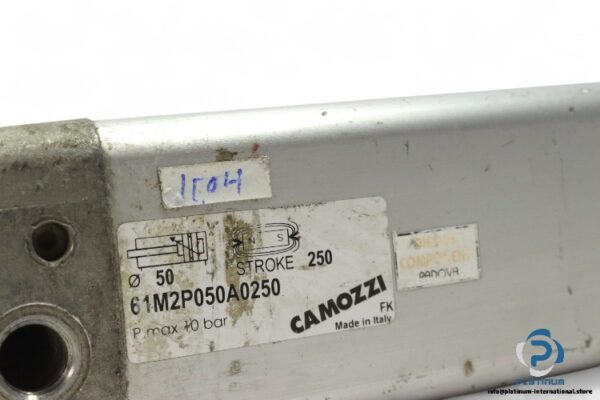 1504
Ø 50
S
STROKE 250
61M2P050A0250
P. max 10 bar
CAMOZZI
FK
Made in Italy
COMPONENT
PADOVA
PLATINUM
info@platinum-international.store